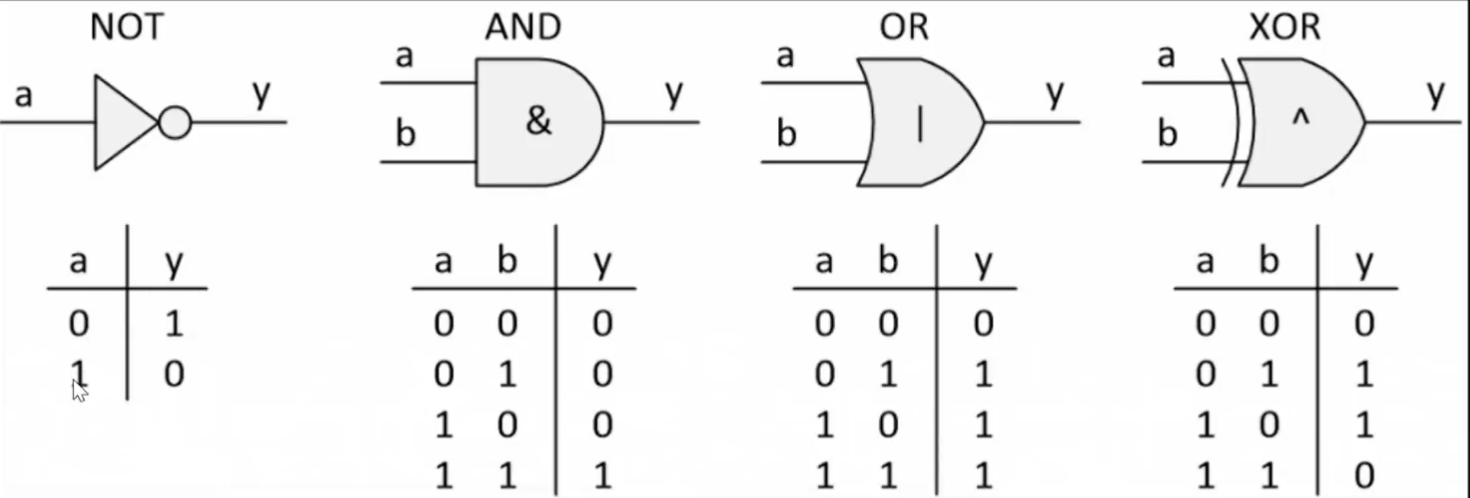 NOT AND OR XOR
a y
a b & y
a b | y
a b ^ y
a y
0 1
1 0
a b y
0 0 0
0 1 0
1 0 0
1 1 1
a b y
0 0 0
0 1 1
1 0 1
1 1 1
a b y
0 0 0
0 1 1
1 0 1
1 1 0